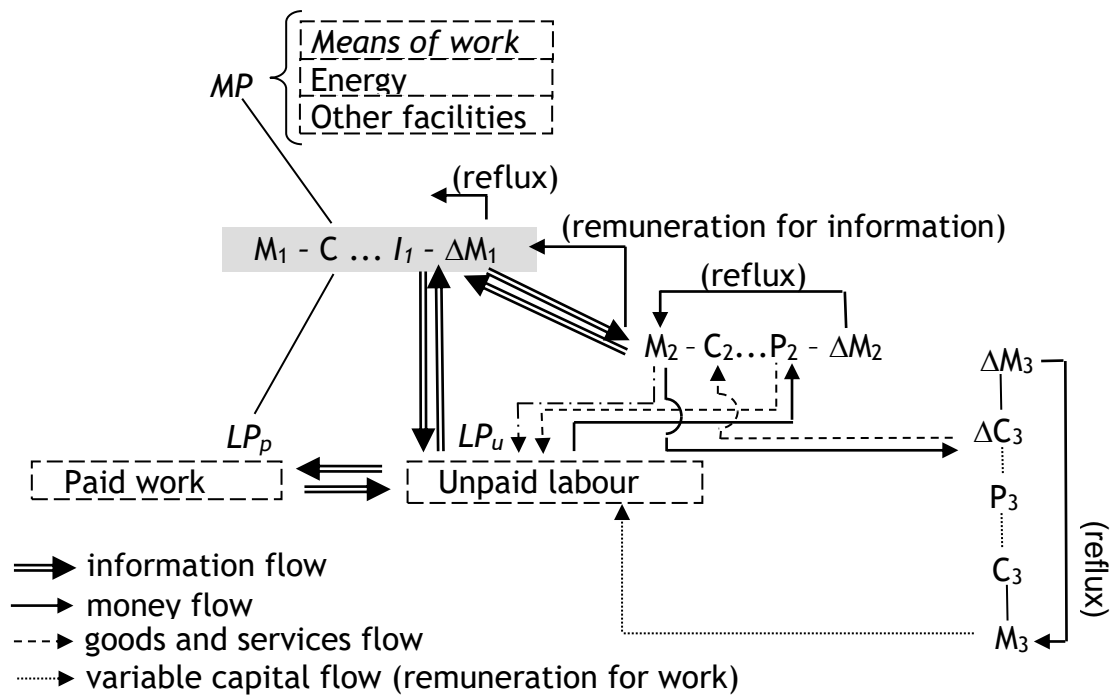 Means of work
MP
Energy
Other facilities
(reflux)
(remuneration for information)
M₁ - C … I₁ - ΔM₁
(reflux)
M₂ - C₂…P₂ - ΔM₂
ΔM₃
ΔC₃
LPₚ
LPᵤ
Paid work
Unpaid labour
P₃
(reflux)
C₃
M₃
information flow
money flow
goods and services flow
variable capital flow (remuneration for work)